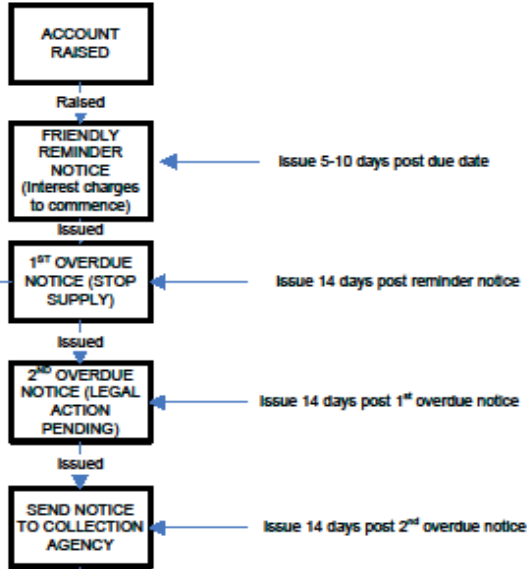 ACCOUNT
RAISED
Raised
FRIENDLY
REMINDER
NOTICE
(Interest charges
to commence)
Issue 5-10 days post due date
Issued
1ST OVERDUE
NOTICE (STOP
SUPPLY)
Issue 14 days post reminder notice
Issued
2ND OVERDUE
NOTICE (LEGAL
ACTION
PENDING)
Issue 14 days post 1st overdue notice
Issued
SEND NOTICE
TO COLLECTION
AGENCY
Issue 14 days post 2nd overdue notice